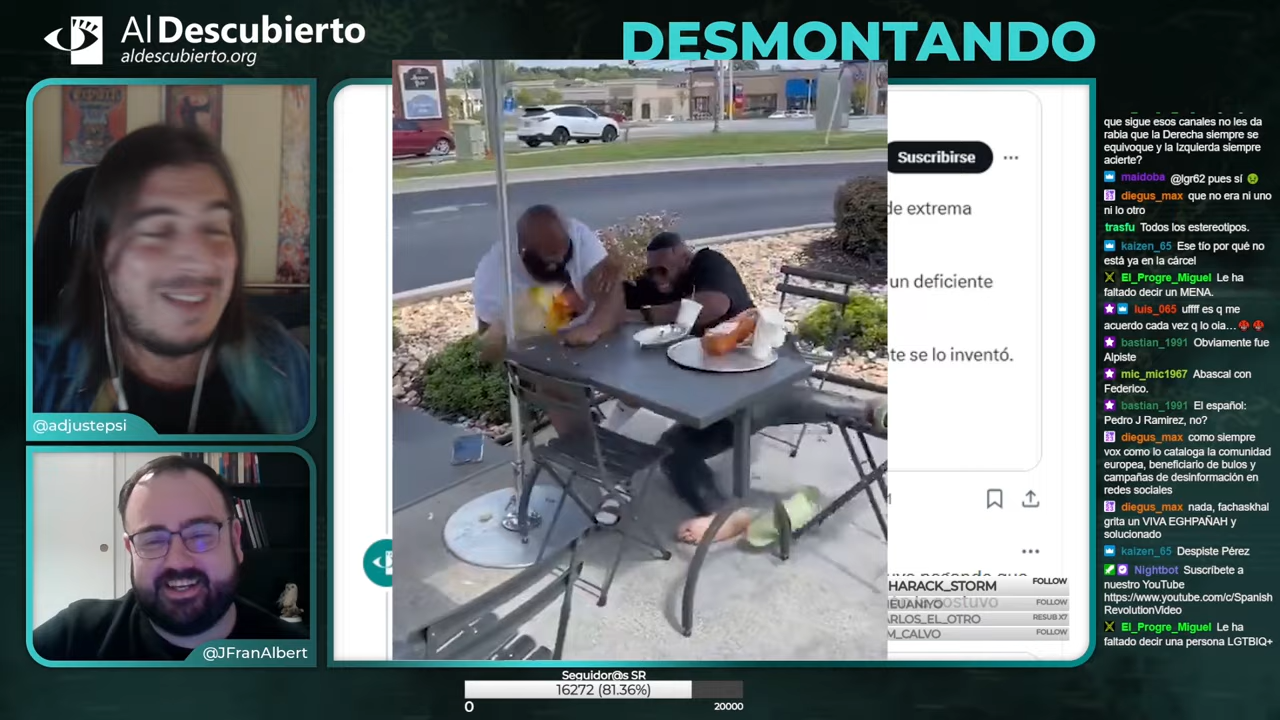 Al Descubierto
aldescubierto.org
DESMONTANDO
@adjustepsi
@JFranAlbert
Suscribirse
de extrema
un deficiente
te se lo inventó.
HARACK_STORM FOLLOW
FOLLOW
ARLOS_EL_OTRO RESUB X7
M_CALVO FOLLOW
Seguidor@s SR
16272 (81.36%)
0
20000
que sigue esos canales no les da
rabia que la Derecha siempre se
equivoque y la Izquierda siempre
acierte?
maidoba @lgr62 pues sí
diegus_max que no era ni uno
ni lo otro
trasfu Todos los estereotipos.
kaizen_65 Ese tío por qué no
está ya en la cárcel
El_Progre_Miguel Le ha
faltado decir un MENA.
luis_065 uffff es q me
acuerdo cada vez q lo oia...
bastian_1991 Obviamente fue
Alpiste
mic_mic1967 Abascal con
Federico.
bastian_1991 El español:
Pedro J Ramirez, no?
diegus_max como siempre
vox como lo cataloga la comunidad
europea, beneficiario de bulos y
campañas de desinformación en
redes sociales
diegus_max nada, fachaskhal
grita un VIVA EGHPAÑAH y
solucionado
kaizen_65 Despiste Pérez
Nightbot Suscribete a
nuestro YouTube
https://www.youtube.com/c/Spanish
RevolutionVideo
El_Progre_Miguel Le ha
faltado decir una persona LGTBIQ+